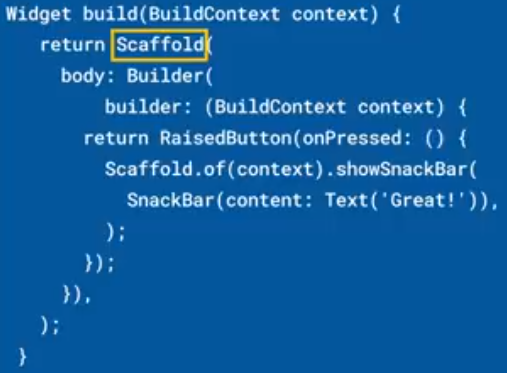 Widget build(BuildContext context) {
return Scaffold(
body: Builder(
builder: (BuildContext context) {
return RaisedButton(onPressed: () {
Scaffold.of(context).showSnackBar(
SnackBar(content: Text('Great!')),
);
});
}),
);
}